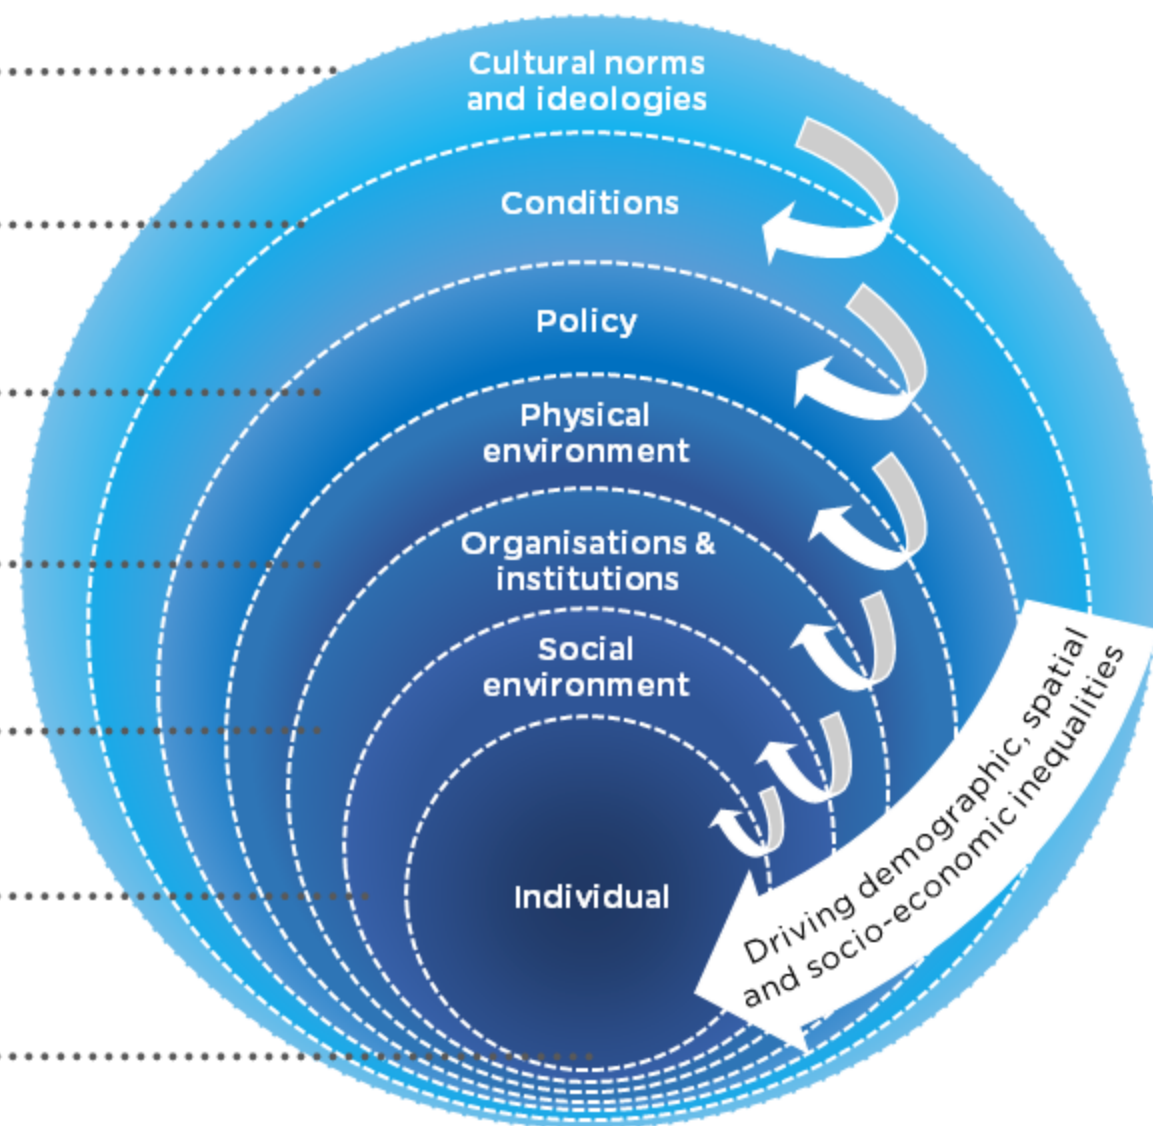 Cultural norms
and ideologies
Conditions
Policy
Physical
environment
Organisations &
institutions
Social
environment
Individual
Driving demographic, spatial
and socio-economic inequalities